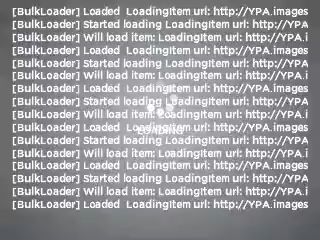 [BulkLoader] Loaded LoadingItem url: http://YPA.images
[BulkLoader] Started loading LoadingItem url: http://YPA
[BulkLoader] Will load item: LoadingItem url: http://YPA.i
[BulkLoader] Loaded LoadingItem url: http://YPA.images
[BulkLoader] Started loading LoadingItem url: http://YPA
[BulkLoader] Will load item: LoadingItem url: http://YPA.i
[BulkLoader] Loaded LoadingItem url: http://YPA.images
[BulkLoader] Started loading LoadingItem url: http://YPA
[BulkLoader] Will load item: LoadingItem url: http://YPA.i
[BulkLoader] Loaded LoadingItem url: http://YPA.images
LOADING
[BulkLoader] Started loading LoadingItem url: http://YPA
[BulkLoader] Will load item: LoadingItem url: http://YPA.i
[BulkLoader] Loaded LoadingItem url: http://YPA.images
[BulkLoader] Started loading LoadingItem url: http://YPA
[BulkLoader] Will load item: LoadingItem url: http://YPA.i
[BulkLoader] Loaded LoadingItem url: http://YPA.images